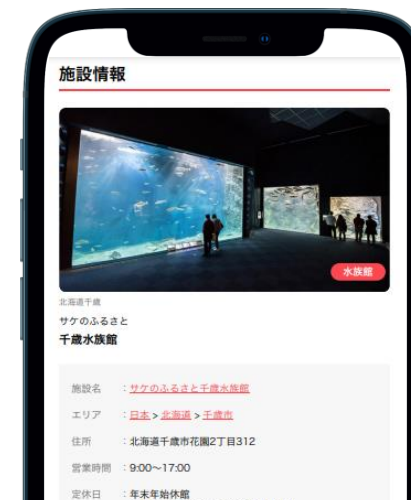 施設情報
水族館
北海道千歳
サケのふるさと
千歳水族館
施設名 ：サケのふるさと千歳水族館
エリア ：日本 > 北海道 > 千歳市
住所 ：北海道千歳市花園2丁目312
営業時間 ：9:00〜17:00
定休日 ：年末年始休館